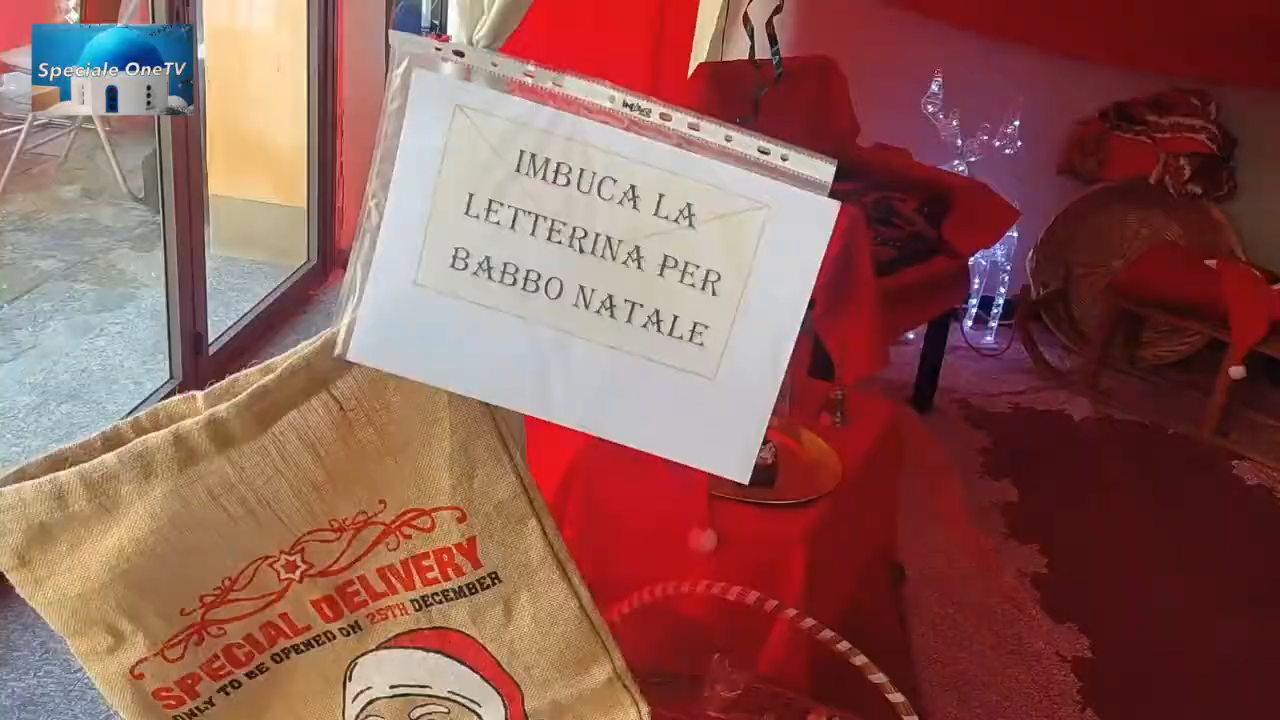 Speciale OneTV
IMBUCA LA
LETTERINA PER
BABBO NATALE
SPECIAL DELIVERY
ONLY TO BE OPENED ON 25TH DECEMBER